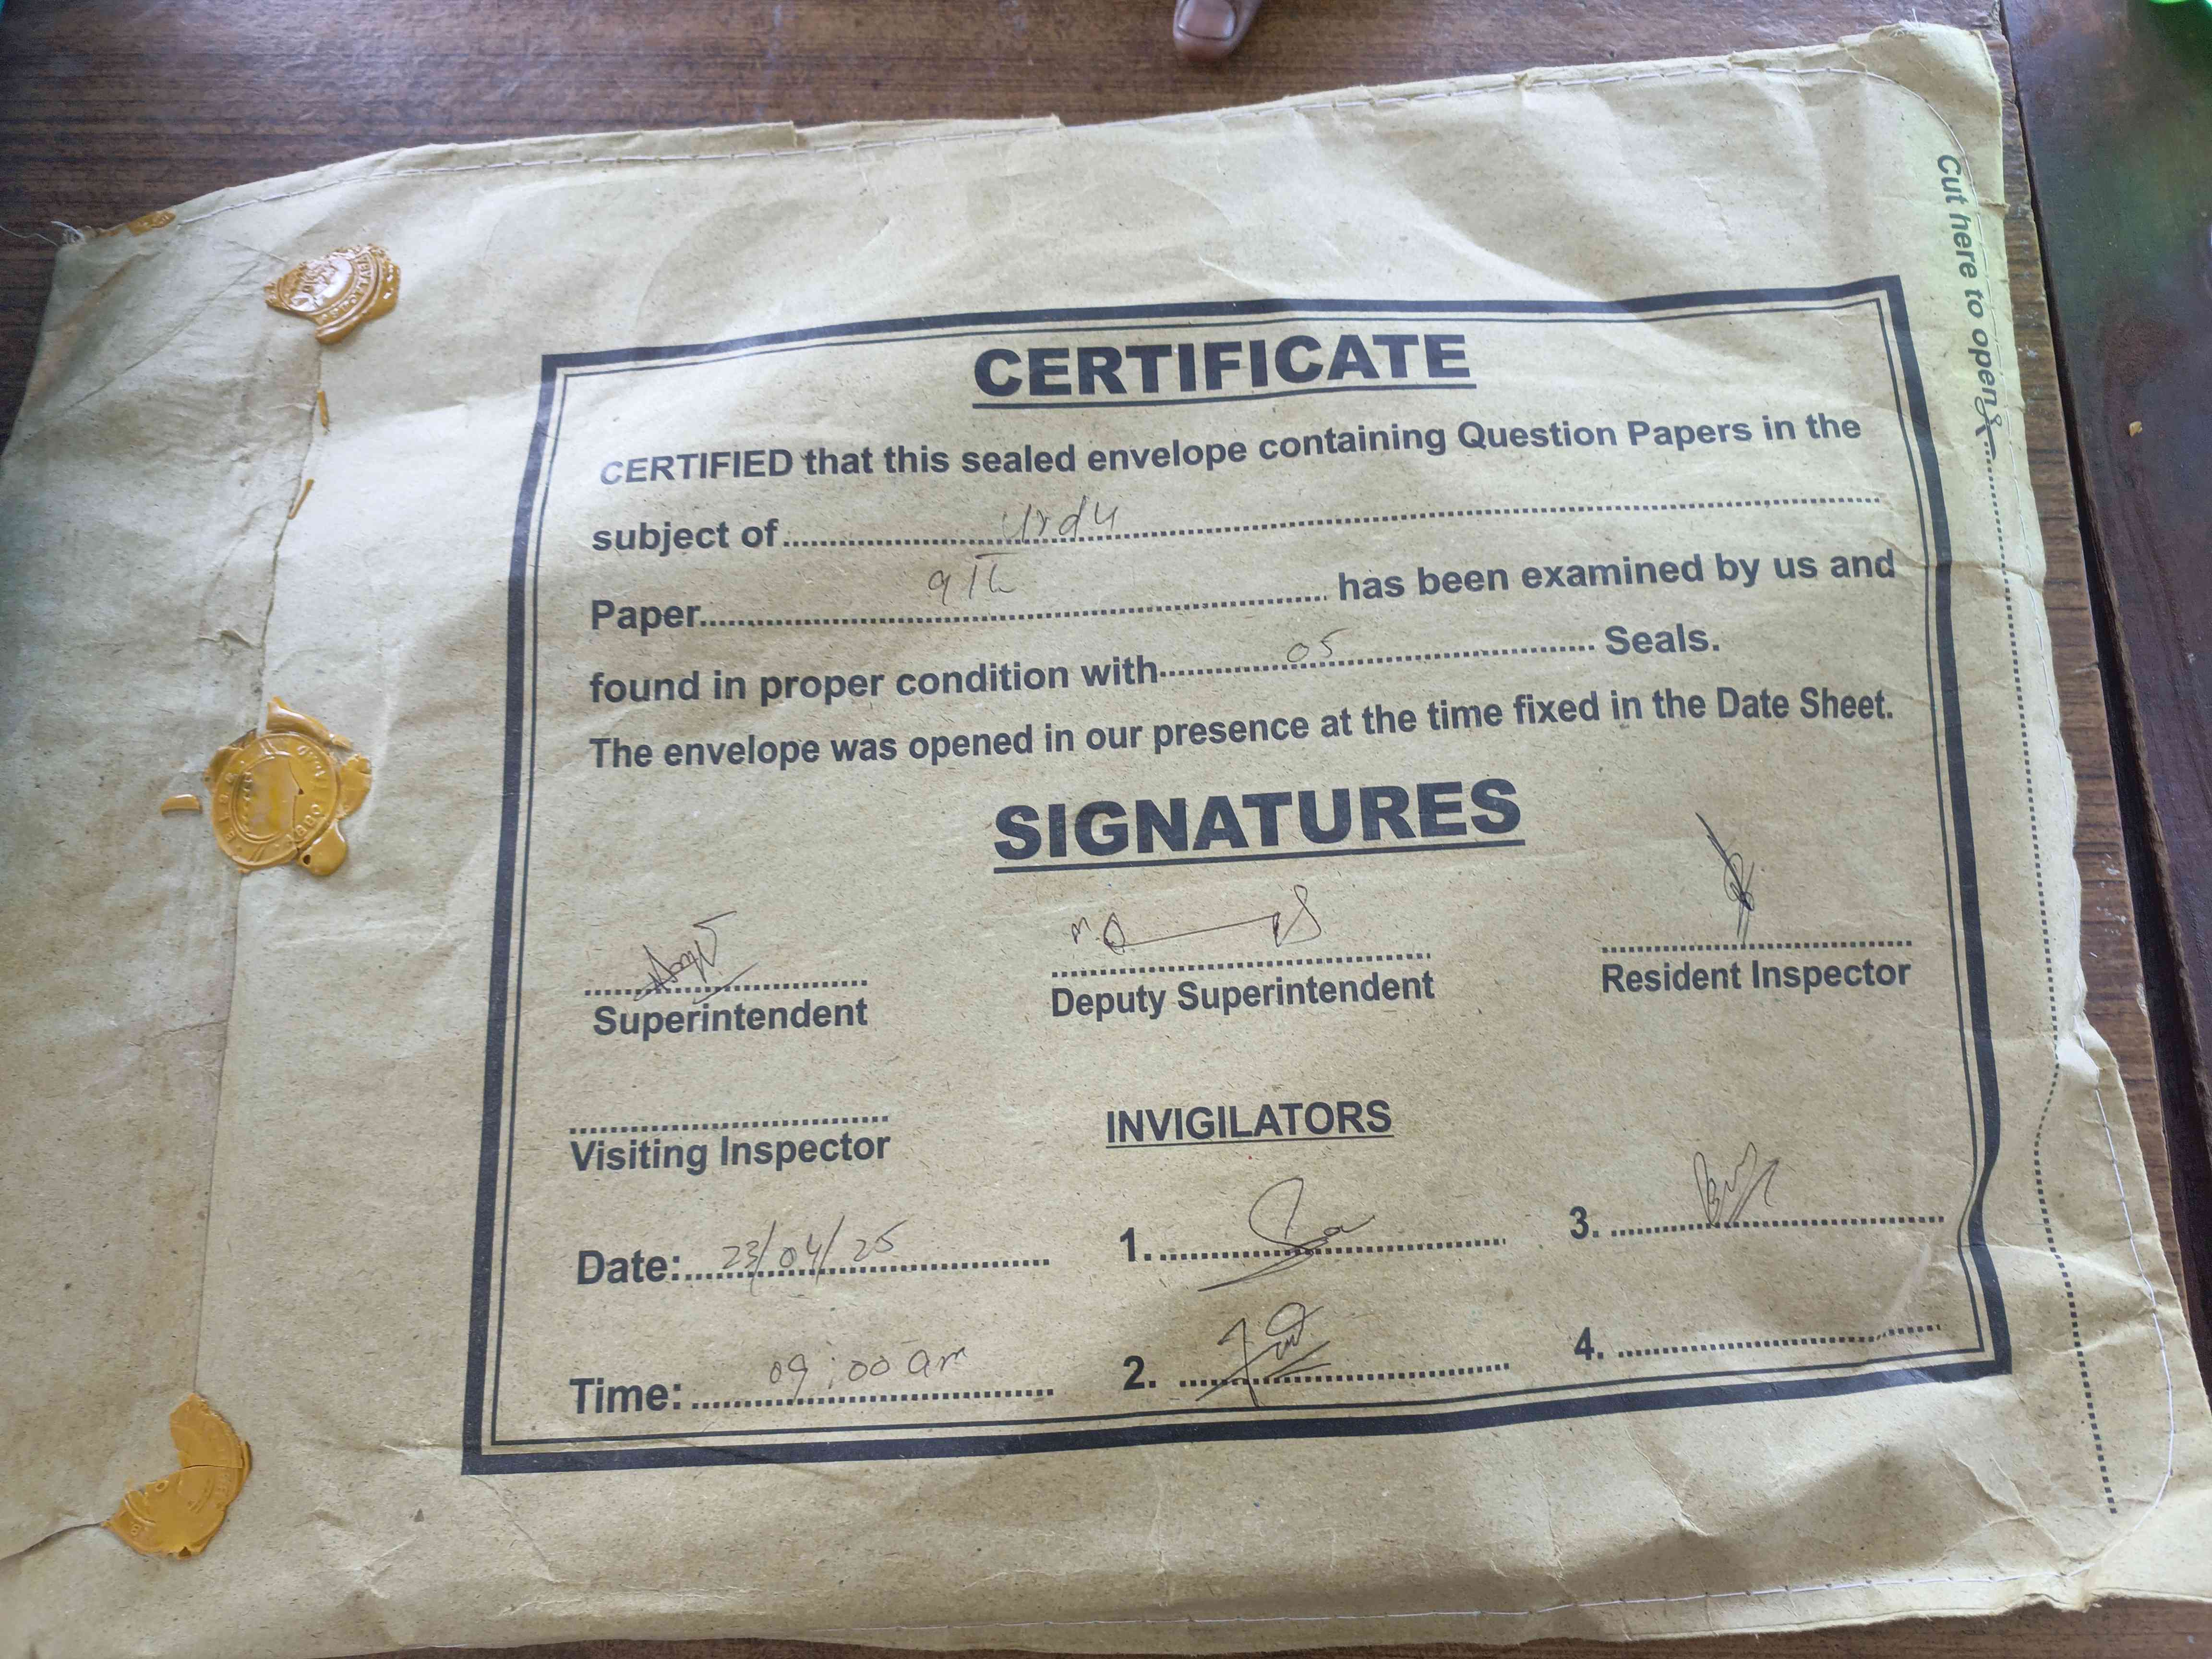 Cut here to open
CERTIFICATE
CERTIFIED that this sealed envelope containing Question Papers in the
subject of Urdu
Paper 9th has been examined by us and
found in proper condition with 05 Seals.
The envelope was opened in our presence at the time fixed in the Date Sheet.
SIGNATURES
Superintendent Deputy Superintendent Resident Inspector
Visiting Inspector
INVIGILATORS
Date: 23/04/25 1. 3.
Time: 09:00 am 2. 4.